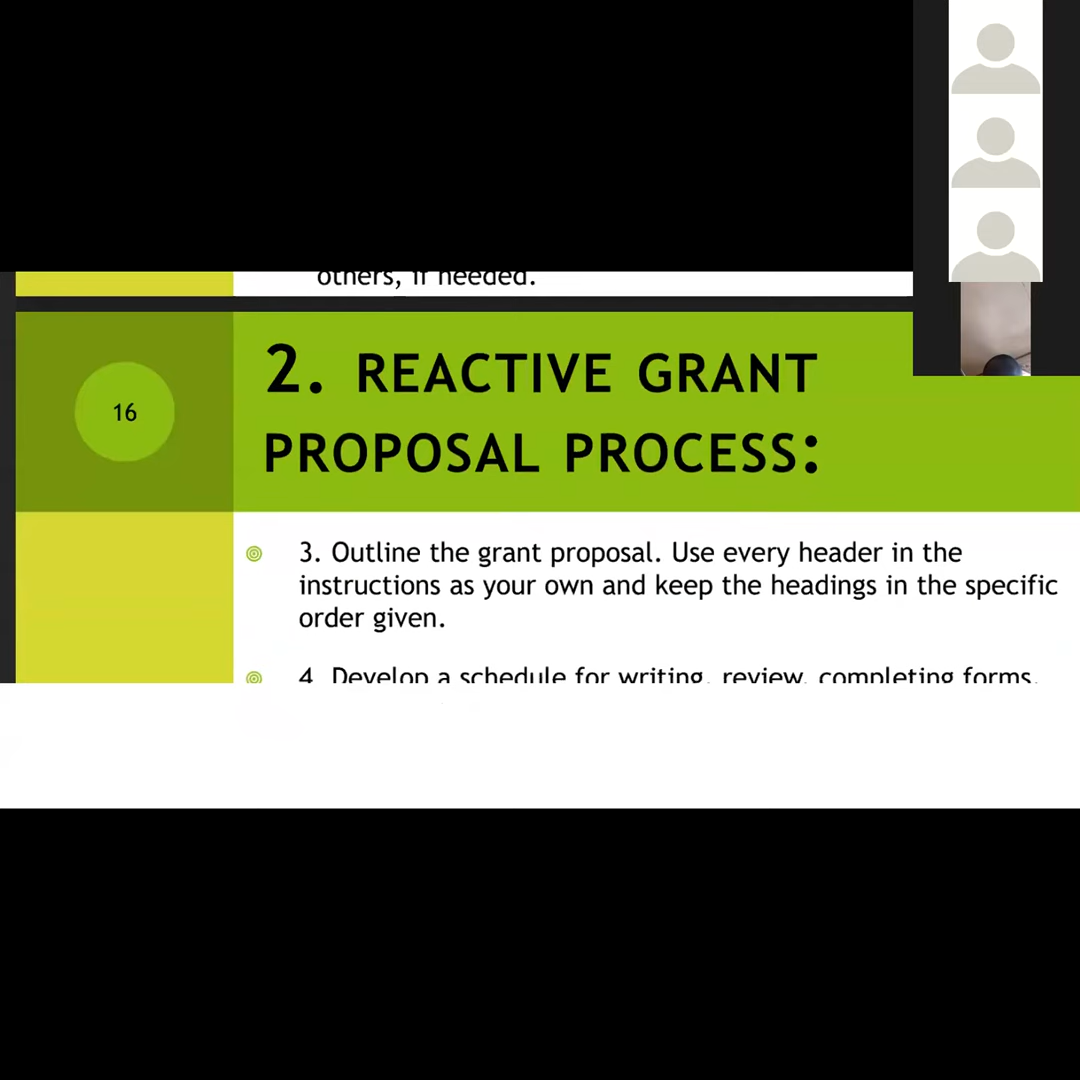 others, if needed.
16
2. REACTIVE GRANT
PROPOSAL PROCESS:
3. Outline the grant proposal. Use every header in the
instructions as your own and keep the headings in the specific
order given.
4. Develop a schedule for writing, review, completing forms,